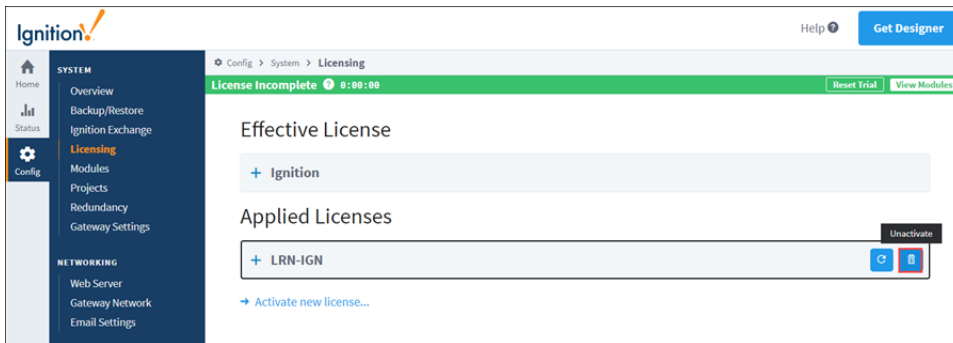 Ignition!
Help ?
Get Designer
Home
Status
Config
SYSTEM
Overview
Backup/Restore
Ignition Exchange
Licensing
Modules
Projects
Redundancy
Gateway Settings
NETWORKING
Web Server
Gateway Network
Email Settings
Config > System > Licensing
License Incomplete ? 0:00:00
Reset Trial
View Modules
Effective License
+ Ignition
Applied Licenses
Unactivate
+ LRN-IGN
→ Activate new license...